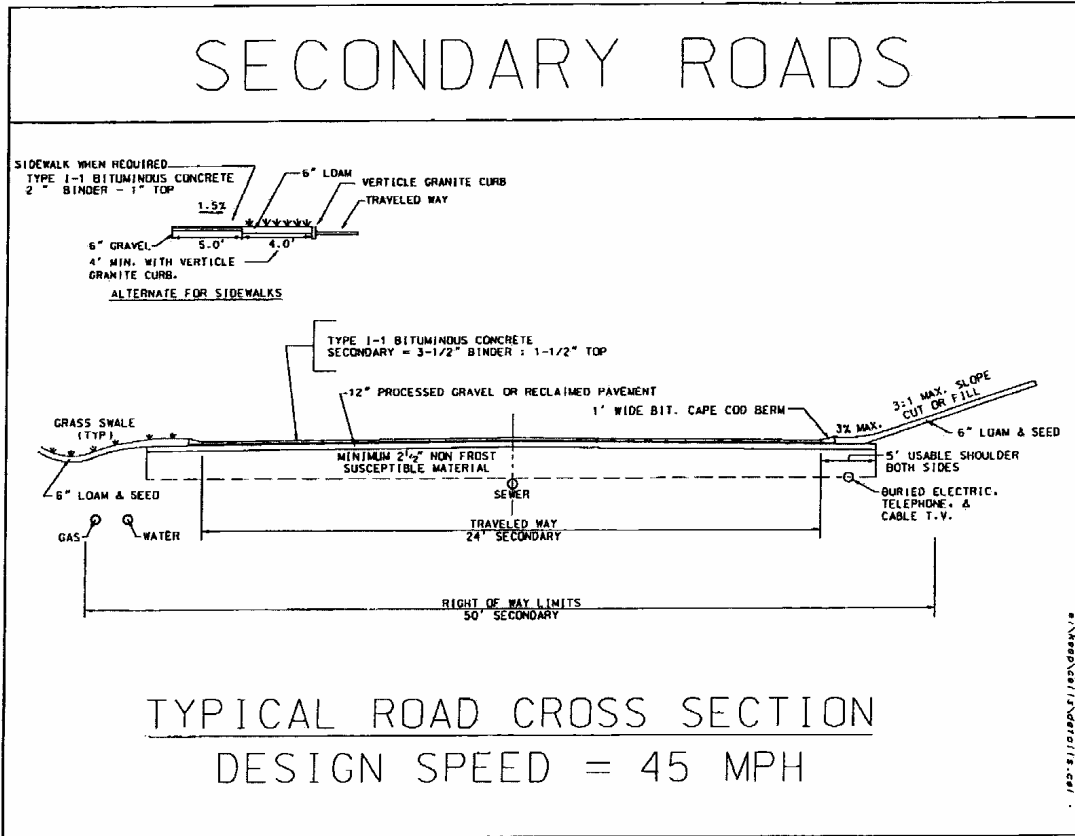 SECONDARY ROADS
SIDEWALK WHEN REQUIRED
TYPE I-1 BITUMINOUS CONCRETE
2 " BINDER - 1" TOP
1.5%
6" LOAM
VERTICLE GRANITE CURB
TRAVELED WAY
6" GRAVEL
5.0'
4.0'
4' MIN. WITH VERTICLE
GRANITE CURB.
ALTERNATE FOR SIDEWALKS
TYPE I-1 BITUMINOUS CONCRETE
SECONDARY = 3-1/2" BINDER : 1-1/2" TOP
12" PROCESSED GRAVEL OR RECLAIMED PAVEMENT
1' WIDE BIT. CAPE COD BERM
3:1 MAX. SLOPE
CUT OR FILL
3% MAX.
GRASS SWALE
(TYP)
6" LOAM & SEED
MINIMUM 2 1/2" NON FROST
SUSCEPTIBLE MATERIAL
5' USABLE SHOULDER
BOTH SIDES
6" LOAM & SEED
SEWER
BURIED ELECTRIC,
TELEPHONE, &
CABLE T.V.
GAS
WATER
TRAVELED WAY
24' SECONDARY
RIGHT OF WAY LIMITS
50' SECONDARY
TYPICAL ROAD CROSS SECTION
DESIGN SPEED = 45 MPH